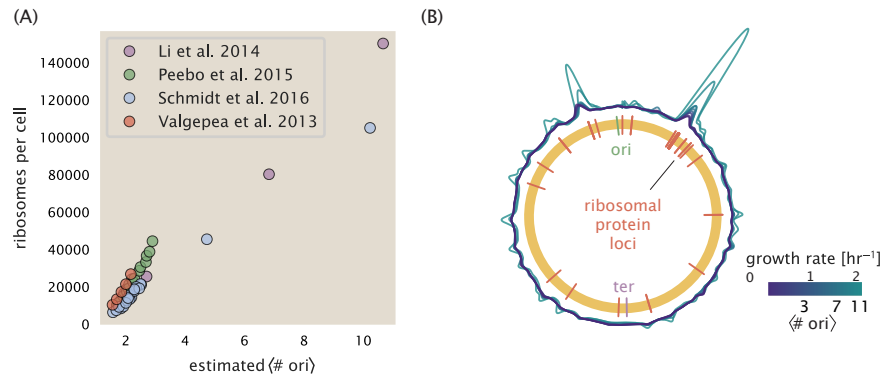 (A)
140000
120000
100000
80000
60000
40000
20000
0
ribosomes per cell
Li et al. 2014
Peebo et al. 2015
Schmidt et al. 2016
Valgepea et al. 2013
2 4 6 8 10
estimated ⟨# ori⟩
(B)
ori
ribosomal
protein
loci
ter
growth rate [hr⁻¹]
0 1 2
3 7 11
⟨# ori⟩